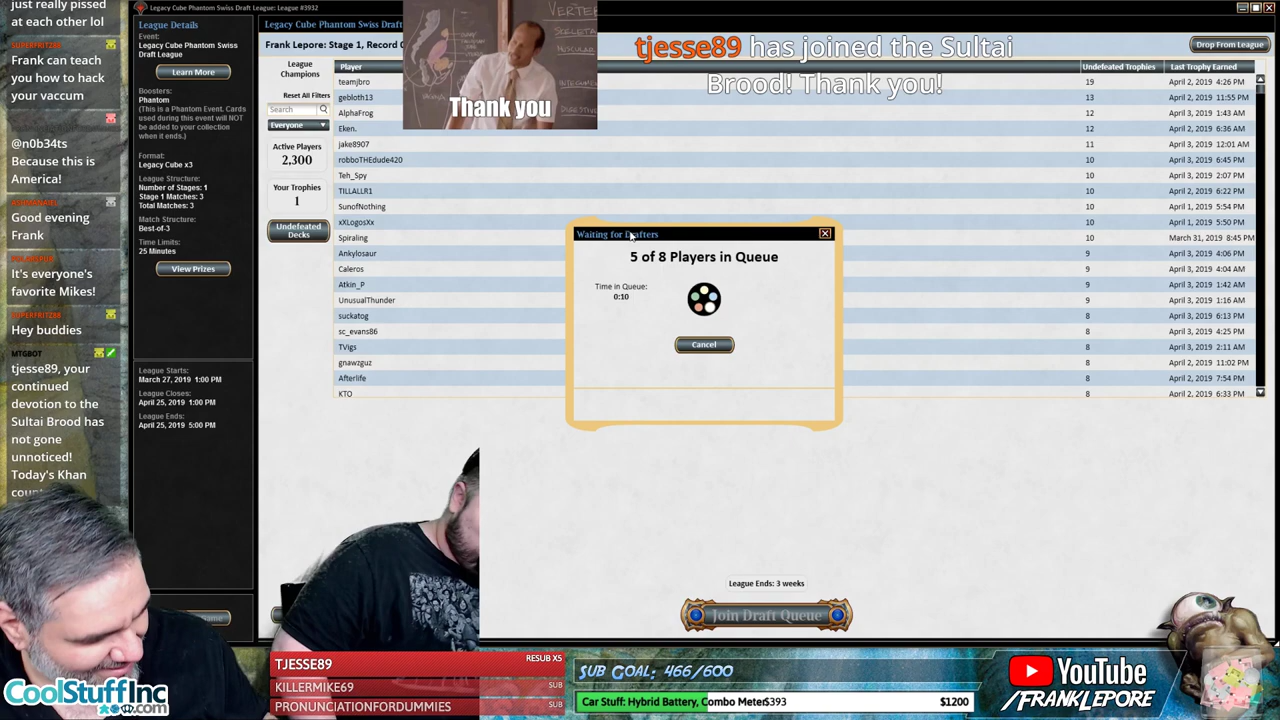 just really pissed
at each other lol
SUPERFRITZ88
Frank can teach
you how to hack
your vaccum
@n0b34ts
Because this is
America!
Good evening
Frank
It's everyone's
favorite Mikes!
SUPERFRITZ88
Hey buddies
MTGBOT
tjesse89, your
continued
devotion to the
Sultai Brood has
not gone
unnoticed!
Today's Khan
Legacy Cube Phantom Swiss Draft League: League #3932
League Details
Event:
Legacy Cube Phantom Swiss
Draft League
Learn More
Boosters:
Phantom
(This is a Phantom Event. Cards
used during this event will NOT
be added to your collection
when it ends.)
Format:
Legacy Cube x3
League Structure:
Number of Stages: 1
Stage 1 Matches: 3
Total Matches: 3
Match Structure:
Best-of-3
Time Limits:
25 Minutes
View Prizes
League Starts:
March 27, 2019 1:00 PM
League Closes:
April 25, 2019 1:00 PM
League Ends:
April 25, 2019 5:00 PM
Legacy Cube Phantom Swiss Draft
Frank Lepore: Stage 1, Record
Thank you
tjesse89 has joined the Sultai
Brood! Thank you!
Drop From League
League
Champions
Reset All Filters
Search
Everyone
Active Players
2,300
Your Trophies
1
Undefeated
Decks
Player Undefeated Trophies Last Trophy Earned
teamjbro 19 April 2, 2019 4:26 PM
gebloth13 13 April 2, 2019 11:55 PM
AlphaFrog 12 April 3, 2019 1:43 AM
Eken. 12 April 2, 2019 6:36 AM
jake8907 11 April 3, 2019 12:01 AM
robboTHEdude420 10 April 3, 2019 6:45 PM
Teh_Spy 10 April 3, 2019 2:07 PM
TILLALLR1 10 April 2, 2019 6:22 PM
SunofNothing 10 April 1, 2019 5:54 PM
xXLogosXx 10 April 1, 2019 5:50 PM
Spiraling 10 March 31, 2019 8:45 PM
Ankylosaur 9 April 3, 2019 4:06 PM
Caleros 9 April 3, 2019 4:04 AM
Atkin_P 9 April 3, 2019 1:42 AM
UnusualThunder 9 April 3, 2019 1:16 AM
suckatog 8 April 3, 2019 6:13 PM
sc_evans86 8 April 3, 2019 4:25 PM
TVigs 8 April 3, 2019 2:11 AM
gnawzguz 8 April 2, 2019 11:02 PM
Afterlife 8 April 2, 2019 7:54 PM
KTO 8 April 2, 2019 6:33 PM
Waiting for Drafters
5 of 8 Players in Queue
Time in Queue:
0:10
Cancel
League Ends: 3 weeks
Join Draft Queue
CoolStuffInc
.com
TJESSE89 RESUB X5
KILLERMIKE69 SUB
PRONUNCIATIONFORDUMMIES SUB
SUB GOAL: 466/600
Car Stuff: Hybrid Battery, Combo Meter $393 $1200
YouTube
/FRANKLEPORE